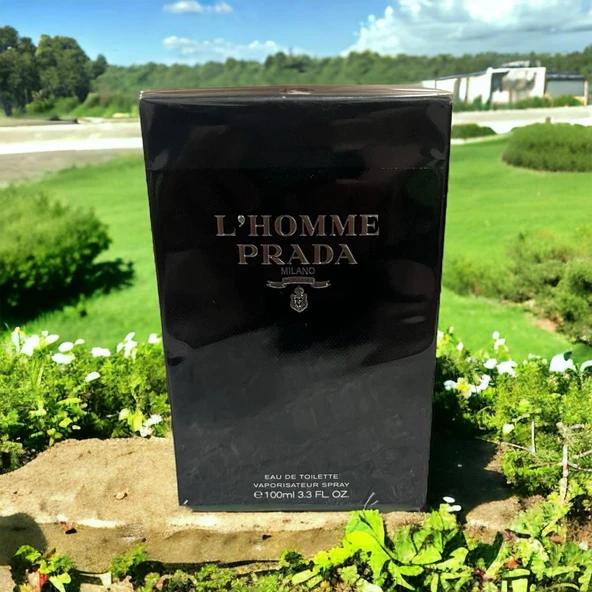 L'HOMME
PRADA
MILANO
EAU DE TOILETTE
VAPORISATEUR SPRAY
℮100ml 3.3 FL. OZ.